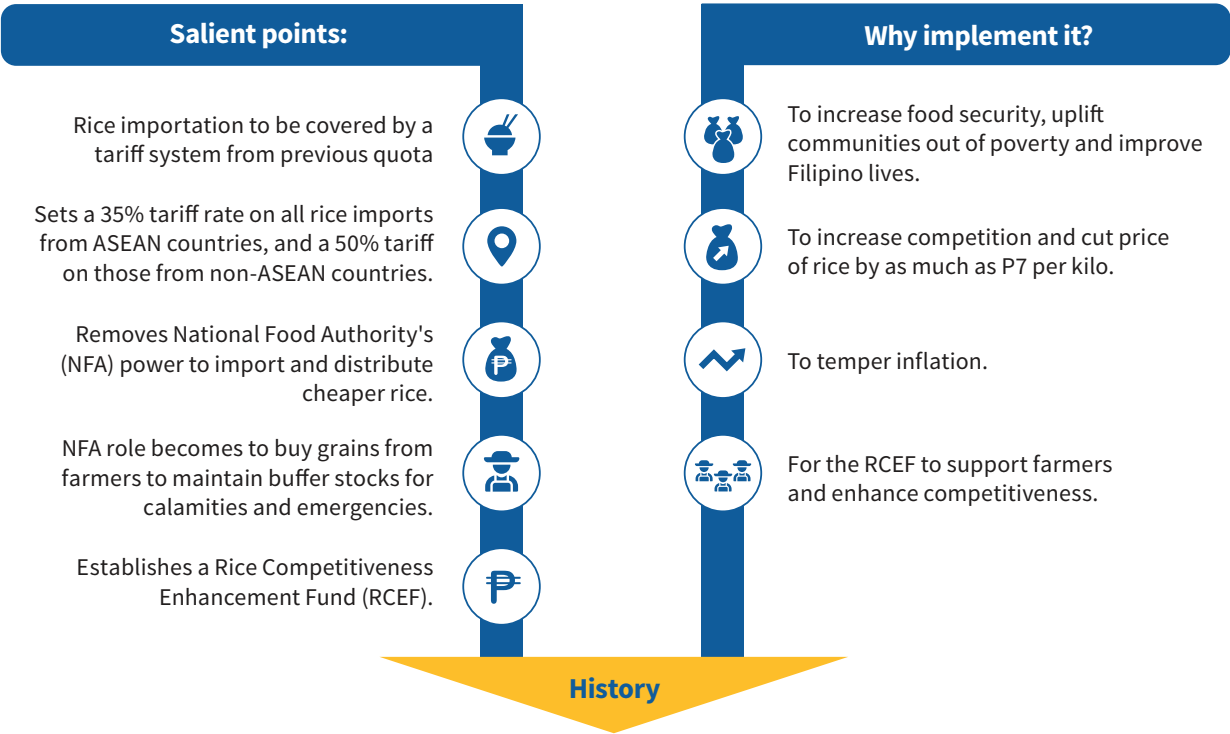 Salient points:
Rice importation to be covered by a
tariff system from previous quota
Sets a 35% tariff rate on all rice imports
from ASEAN countries, and a 50% tariff
on those from non-ASEAN countries.
Removes National Food Authority's
(NFA) power to import and distribute
cheaper rice.
NFA role becomes to buy grains from
farmers to maintain buffer stocks for
calamities and emergencies.
Establishes a Rice Competitiveness
Enhancement Fund (RCEF).
Why implement it?
To increase food security, uplift
communities out of poverty and improve
Filipino lives.
To increase competition and cut price
of rice by as much as P7 per kilo.
To temper inflation.
For the RCEF to support farmers
and enhance competitiveness.
History